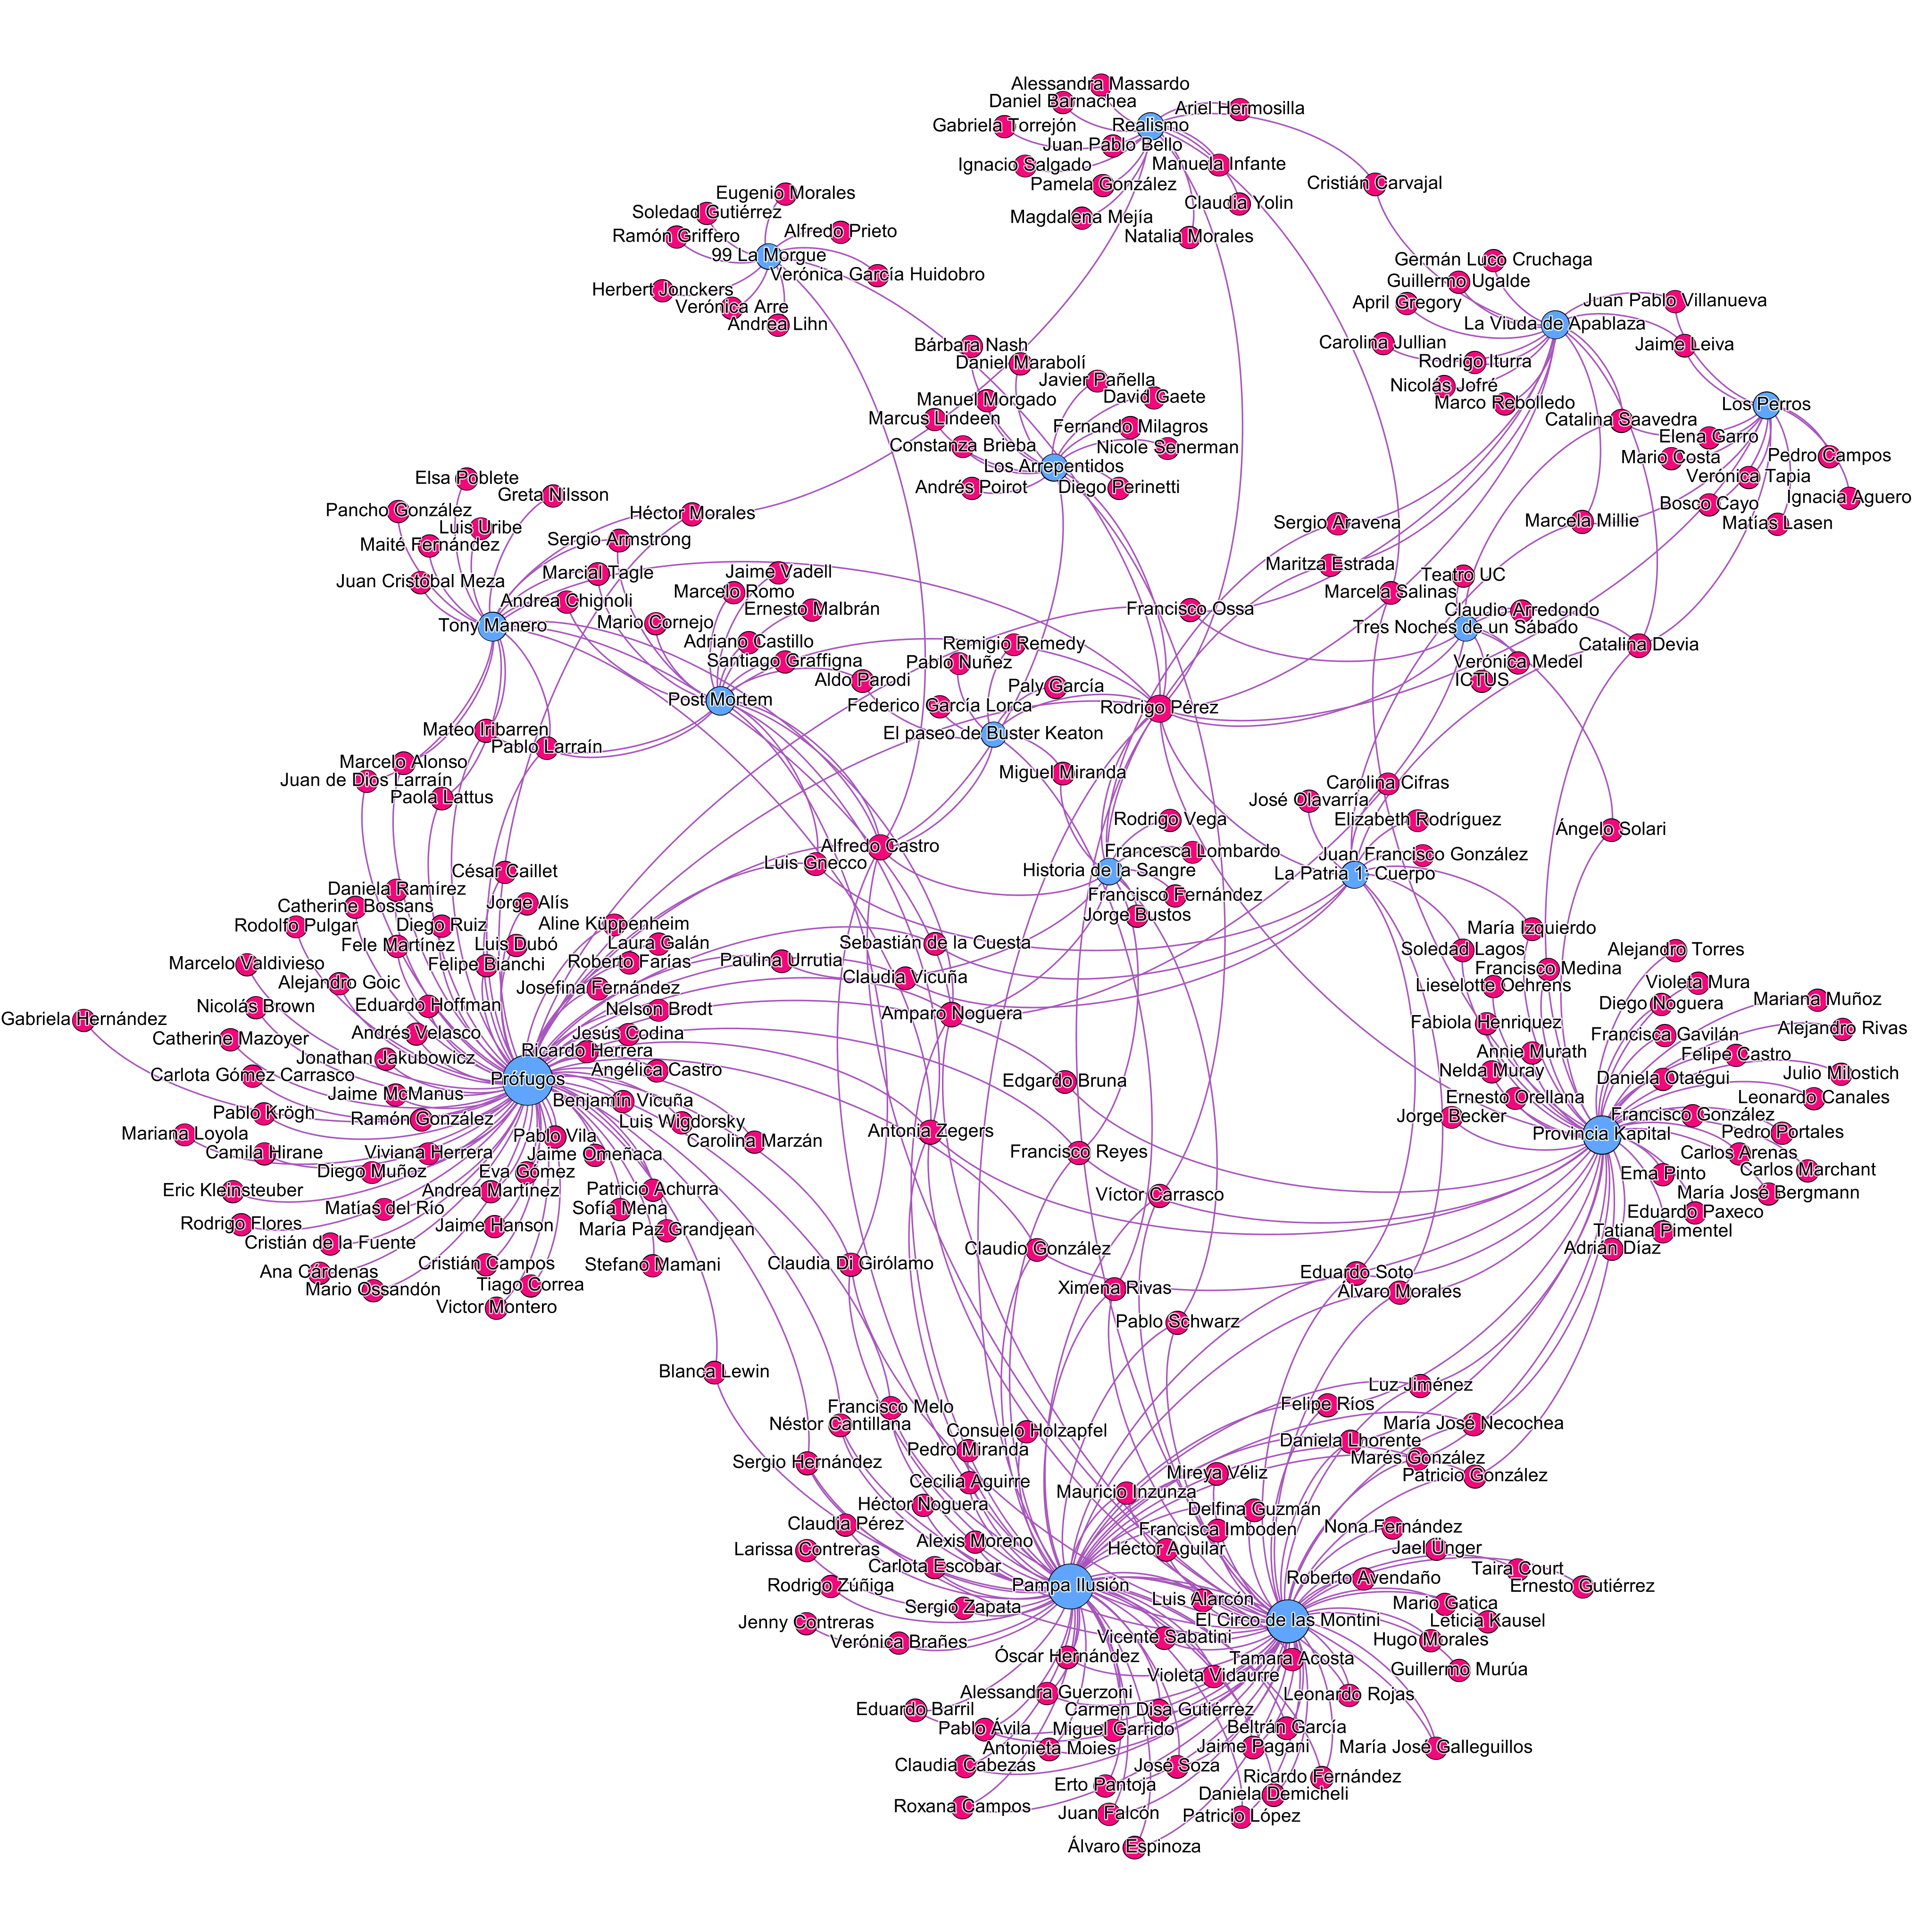 Alessandra Massardo
Daniel Barnachea
Ariel Hermosilla
Gabriela Torrejón
Realismo
Juan Pablo Bello
Ignacio Salgado
Manuela Infante
Pamela González
Cristián Carvajal
Claudia Yolin
Magdalena Mejía
Natalia Morales
Eugenio Morales
Soledad Gutiérrez
Ramón Griffero
Alfredo Prieto
99 La Morgue
Verónica García Huidobro
Herbert Jonckers
Verónica Arre
Andrea Lihn
Germán Luco Cruchaga
Guillermo Ugalde
April Gregory
Juan Pablo Villanueva
La Viuda de Apablaza
Carolina Jullian
Jaime Leiva
Rodrigo Iturra
Nicolás Jofré
Marco Rebolledo
Los Perros
Catalina Saavedra
Elena Garro
Mario Costa
Pedro Campos
Verónica Tapia
Ignacia Aguero
Bosco Cayo
Matías Lasen
Marcela Millie
Bárbara Nash
Daniel Marabolí
Javier Pañella
David Gaete
Manuel Morgado
Marcus Lindeen
Fernando Milagros
Constanza Brieba
Nicole Senerman
Los Arrepentidos
Andrés Poirot
Diego Perinetti
Elsa Poblete
Greta Nilsson
Pancho González
Luis Uribe
Héctor Morales
Maité Fernández
Sergio Armstrong
Juan Cristóbal Meza
Marcial Tagle
Jaime Vadell
Marcelo Romo
Andrea Chignoli
Ernesto Malbrán
Tony Manero
Mario Cornejo
Adriano Castillo
Santiago Graffigna
Aldo Parodi
Post Mortem
Sergio Aravena
Maritza Estrada
Teatro UC
Marcela Salinas
Francisco Ossa
Claudio Arredondo
Tres Noches de un Sábado
Catalina Devia
Verónica Medel
ICTUS
Remigio Remedy
Pablo Nuñez
Paly García
Federico García Lorca
Rodrigo Pérez
El paseo de Buster Keaton
Miguel Miranda
Mateo Iribarren
Pablo Larraín
Marcelo Alonso
Juan de Dios Larraín
Paola Lattus
Carolina Cifras
José Olavarría
Elizabeth Rodríguez
Ángelo Solari
Juan Francisco González
La Patria 1: Cuerpo
Rodrigo Vega
Francesca Lombardo
Historia de la Sangre
Francisco Fernández
Jorge Bustos
Alfredo Castro
Luis Gnecco
César Caillet
Daniela Ramírez
Catherine Bossans
Jorge Alís
Rodolfo Pulgar
Diego Ruiz
Aline Küppenheim
Fele Martínez
Luis Dubó
Laura Galán
Marcelo Valdivieso
Felipe Bianchi
Roberto Farías
Alejandro Goic
Josefina Fernández
Nicolás Brown
Eduardo Hoffman
Nelson Brodt
Gabriela Hernández
Andrés Velasco
Jesús Codina
Catherine Mazoyer
Ricardo Herrera
Jonathan Jakubowicz
Angélica Castro
Carlota Gómez Carrasco
Prófugos
Jaime McManus
Benjamín Vicuña
Pablo Krögh
Ramón González
Luis Wigdorsky
Mariana Loyola
Pablo Vila
Carolina Marzán
Camila Hirane
Viviana Herrera
Jaime Omeñaca
Diego Muñoz
Eva Gómez
Eric Kleinsteuber
Andrea Martínez
Patricio Achurra
Matías del Río
Sofía Mena
Rodrigo Flores
Jaime Hanson
María Paz Grandjean
Cristián de la Fuente
Cristián Campos
Stefano Mamani
Ana Cárdenas
Tiago Correa
Mario Ossandón
Victor Montero
Sebastián de la Cuesta
Paulina Urrutia
Claudia Vicuña
Amparo Noguera
Edgardo Bruna
Antonia Zegers
Francisco Reyes
Víctor Carrasco
Claudio González
Claudia Di Girólamo
Ximena Rivas
Eduardo Soto
Álvaro Morales
Pablo Schwarz
María Izquierdo
Soledad Lagos
Alejandro Torres
Francisco Medina
Lieselotte Oehrens
Violeta Mura
Diego Noguera
Mariana Muñoz
Fabiola Henriquez
Francisca Gavilán
Alejandro Rivas
Annie Murath
Felipe Castro
Nelda Muray
Daniela Otaégui
Julio Milostich
Ernesto Orellana
Leonardo Canales
Jorge Becker
Francisco González
Provincia Kapital
Pedro Portales
Carlos Arenas
Ema Pinto
Carlos Marchant
María José Bergmann
Eduardo Paxeco
Tatiana Pimentel
Adrián Díaz
Blanca Lewin
Francisco Melo
Néstor Cantillana
Consuelo Holzapfel
Pedro Miranda
Sergio Hernández
Cecilia Aguirre
Héctor Noguera
Claudia Pérez
Alexis Moreno
Larissa Contreras
Carlota Escobar
Rodrigo Zúñiga
Pampa Ilusión
Sergio Zapata
Jenny Contreras
Verónica Brañes
Luz Jiménez
Felipe Ríos
María José Necochea
Daniela Lhorente
Marés González
Mireya Véliz
Patricio González
Mauricio Inzunza
Delfina Guzmán
Francisca Imboden
Nona Fernández
Héctor Aguilar
Jael Unger
Roberto Avendaño
Taira Court
Ernesto Gutiérrez
Luis Alarcón
Mario Gatica
El Circo de las Montini
Leticia Kausel
Vicente Sabatini
Hugo Morales
Óscar Hernández
Tamara Acosta
Guillermo Murúa
Violeta Vidaurre
Alessandra Guerzoni
Leonardo Rojas
Eduardo Barril
Carmen Disa Gutiérrez
Pablo Ávila
Miguel Garrido
Beltrán García
Antonieta Moies
Jaime Pagani
María José Galleguillos
Claudia Cabezas
José Soza
Erto Pantoja
Ricardo Fernández
Daniela Demicheli
Roxana Campos
Juan Falcón
Patricio López
Álvaro Espinoza